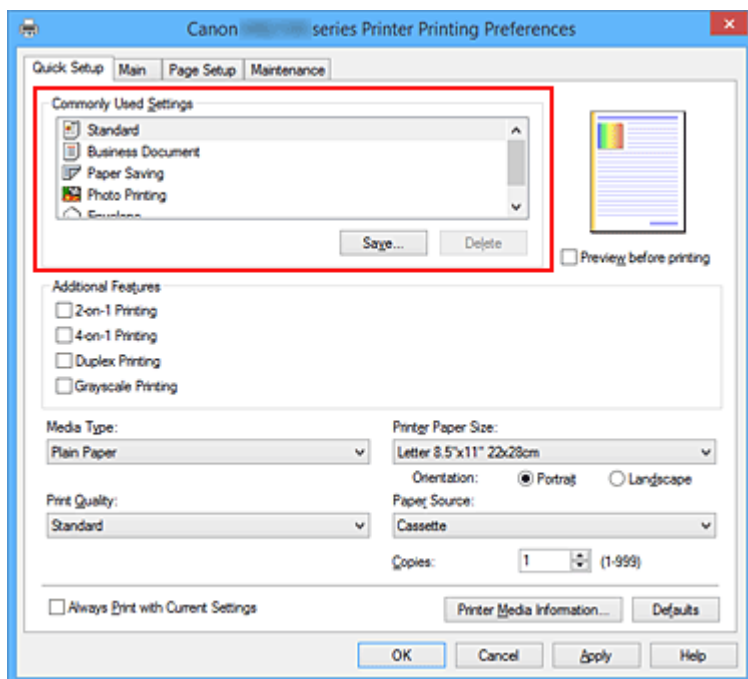 Canon series Printer Printing Preferences
Quick Setup Main Page Setup Maintenance
Commonly Used Settings
Standard
Business Document
Paper Saving
Photo Printing
Envelope
Save... Delete
Preview before printing
Additional Features
2-on-1 Printing
4-on-1 Printing
Duplex Printing
Grayscale Printing
Media Type:
Plain Paper
Printer Paper Size:
Letter 8.5"x11" 22x28cm
Orientation: Portrait Landscape
Print Quality:
Standard
Paper Source:
Cassette
Copies: 1 (1-999)
Always Print with Current Settings
Printer Media Information... Defaults
OK Cancel Apply Help